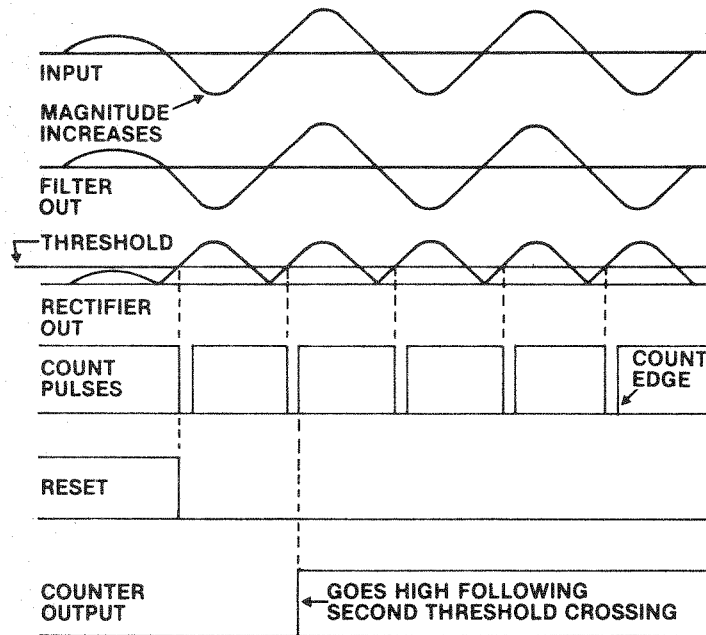 INPUT
MAGNITUDE
INCREASES
FILTER
OUT
THRESHOLD
RECTIFIER
OUT
COUNT
PULSES
COUNT
EDGE
RESET
COUNTER
OUTPUT
GOES HIGH FOLLOWING
SECOND THRESHOLD CROSSING